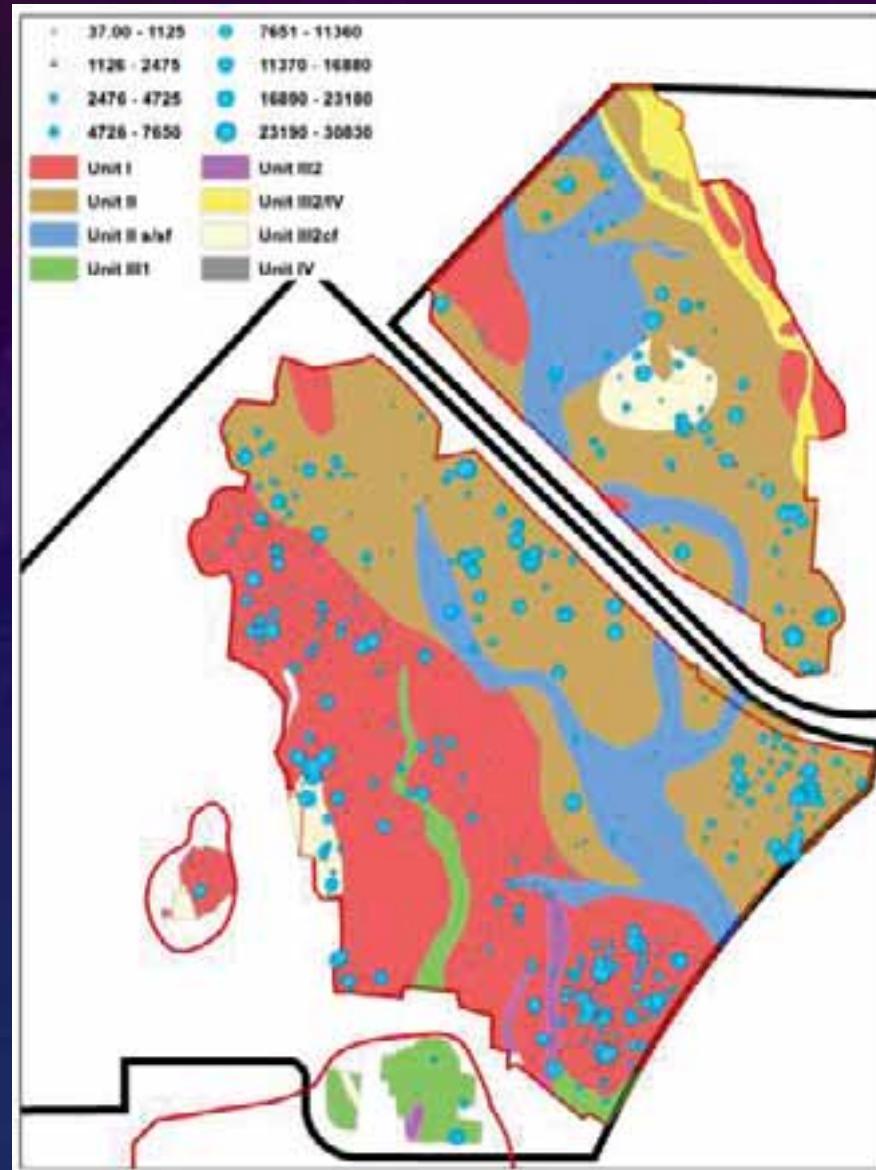 37.00 - 1125
1126 - 2475
2476 - 4725
4726 - 7650
7651 - 11360
11370 - 16880
16890 - 23180
23190 - 30830
Unit I
Unit II
Unit II s/sf
Unit III1
Unit III2
Unit III2/IV
Unit III2cf
Unit IV